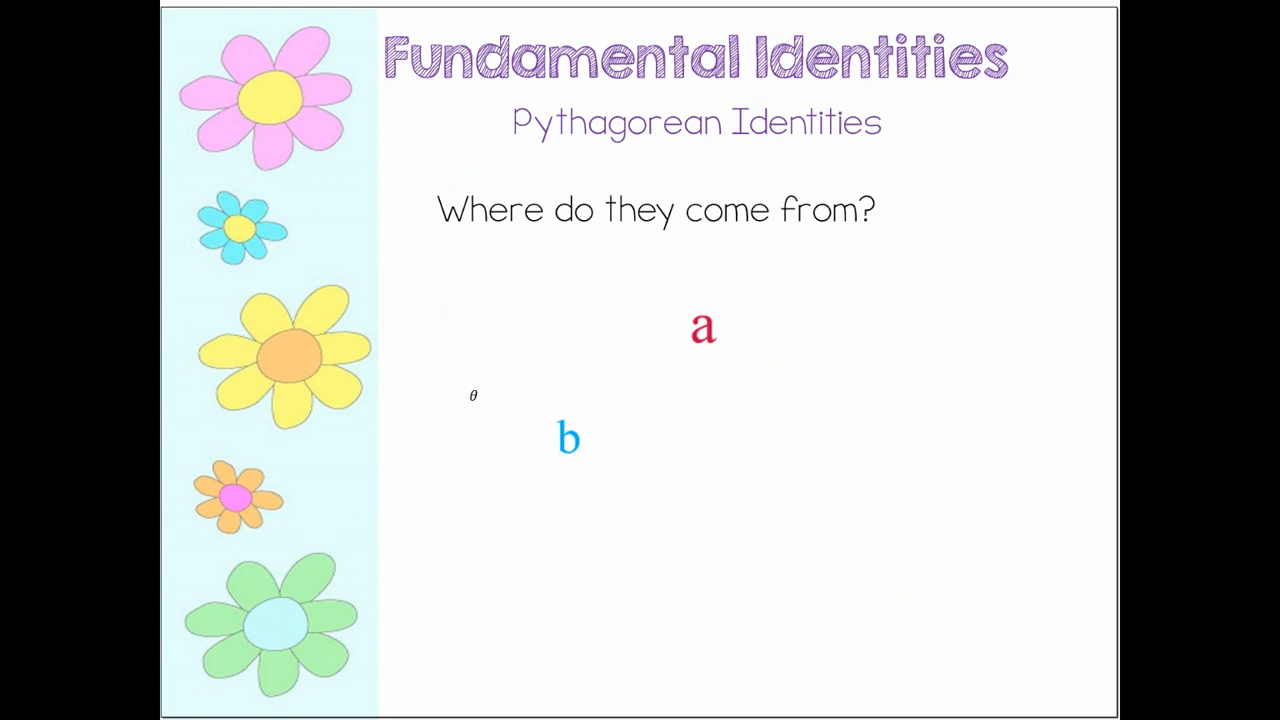 Fundamental Identities
Pythagorean Identities
Where do they come from?
a
θ
b